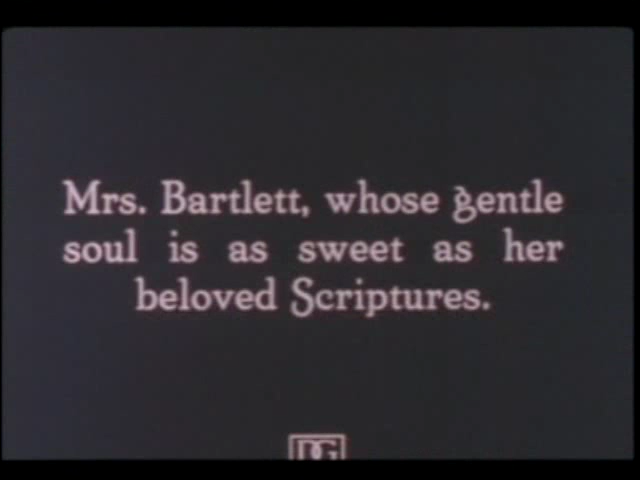 Mrs. Bartlett, whose gentle
soul is as sweet as her
beloved Scriptures.
DG